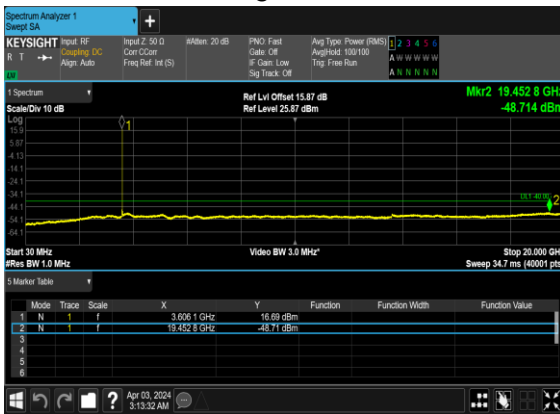 Spectrum Analyzer 1
Swept SA
KEYSIGHT Input: RF Input Z: 50 Ω #Atten: 20 dB PNO: Fast Avg Type: Power (RMS) 1 2 3 4 5 6
R T Coupling: DC Corr CCorr Gate: Off Avg|Hold: 100/100 A W W W W W
Align: Auto Freq Ref: Int (S) IF Gain: Low Trig: Free Run
Sig Track: Off A N N N N N
1 Spectrum Ref Lvl Offset 15.87 dB Mkr2 19.452 8 GHz
Scale/Div 10 dB Ref Level 25.87 dBm -48.714 dBm
Log
15.9
5.87
-4.13
-14.1
-24.1
-34.1
-44.1
-54.1
-64.1
1
2
Start 30 MHz Video BW 3.0 MHz* Stop 20.000 GHz
#Res BW 1.0 MHz Sweep 34.7 ms (40001 pts)
5 Marker Table
Mode Trace Scale X Y Function Function Width Function Value
1 N 1 f 3.606 1 GHz 16.69 dBm
2 N 1 f 19.452 8 GHz -48.71 dBm
3
4
5
6
? Apr 03, 2024
3:13:32 AM